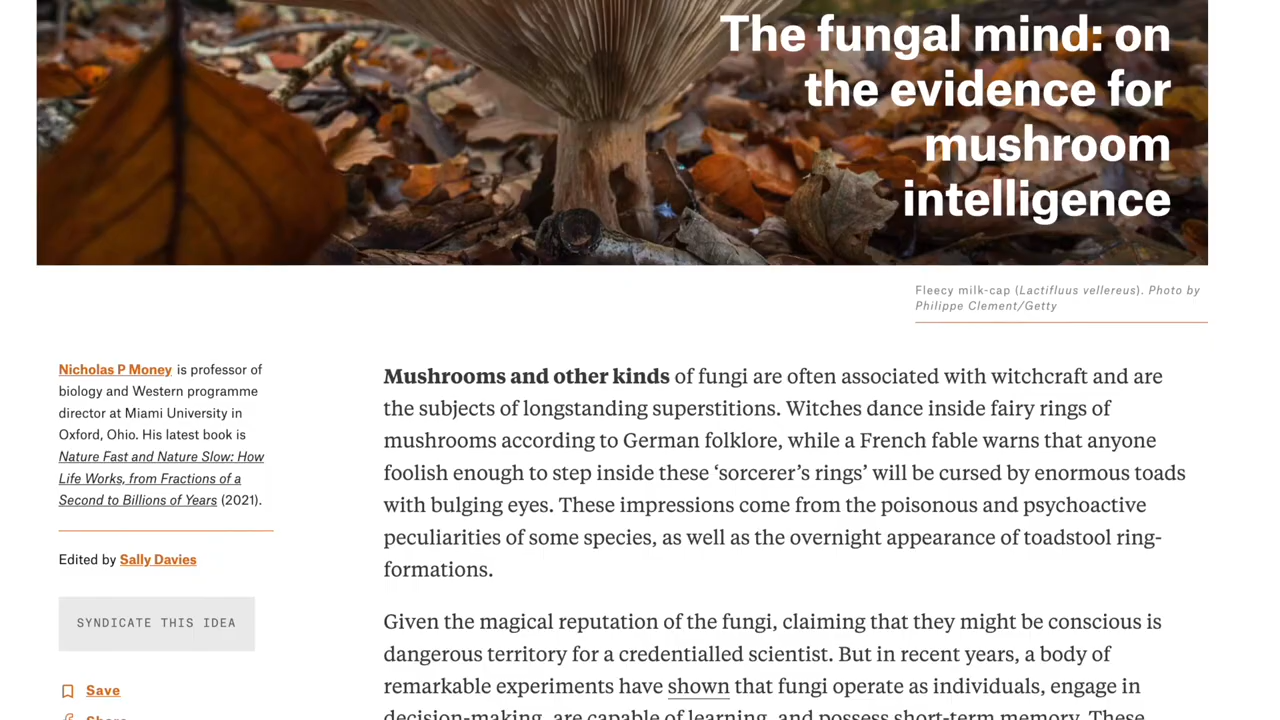 The fungal mind: on
the evidence for
mushroom
intelligence
Fleecy milk-cap (Lactifluus vellereus). Photo by
Philippe Clement/Getty
Nicholas P Money is professor of
biology and Western programme
director at Miami University in
Oxford, Ohio. His latest book is
Nature Fast and Nature Slow: How
Life Works, from Fractions of a
Second to Billions of Years (2021).
Edited by Sally Davies
SYNDICATE THIS IDEA
Save
Share
Mushrooms and other kinds of fungi are often associated with witchcraft and are
the subjects of longstanding superstitions. Witches dance inside fairy rings of
mushrooms according to German folklore, while a French fable warns that anyone
foolish enough to step inside these ‘sorcerer’s rings’ will be cursed by enormous toads
with bulging eyes. These impressions come from the poisonous and psychoactive
peculiarities of some species, as well as the overnight appearance of toadstool ring-
formations.
Given the magical reputation of the fungi, claiming that they might be conscious is
dangerous territory for a credentialled scientist. But in recent years, a body of
remarkable experiments have shown that fungi operate as individuals, engage in
decision-making, are capable of learning, and possess short-term memory. These